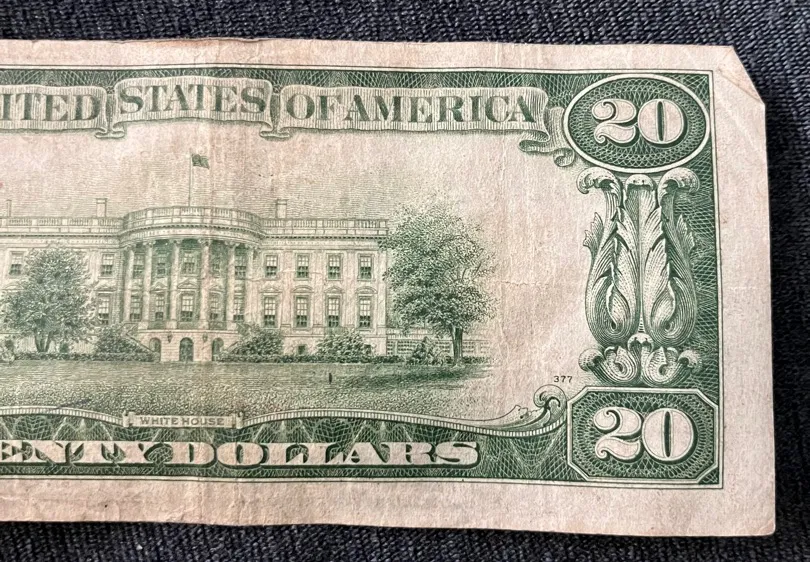 ITED STATES OF AMERICA
20
377
WHITE HOUSE
20
ENTY DOLLARS